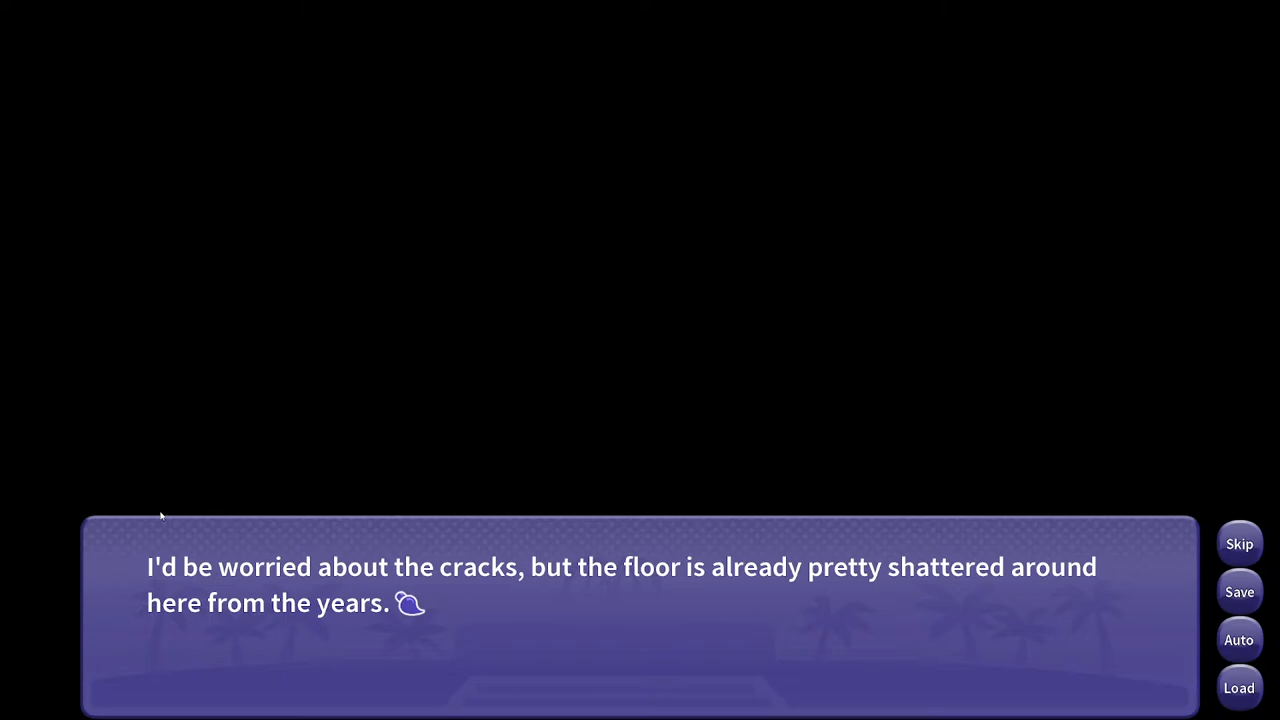 I'd be worried about the cracks, but the floor is already pretty shattered around
here from the years.
Skip
Save
Auto
Load